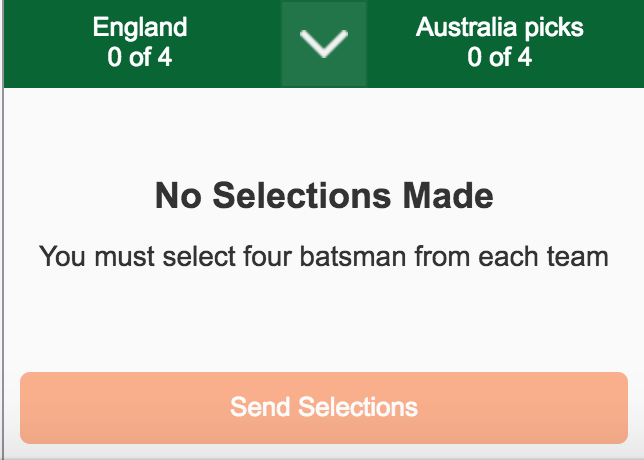 England
0 of 4
Australia picks
0 of 4
No Selections Made
You must select four batsman from each team
Send Selections